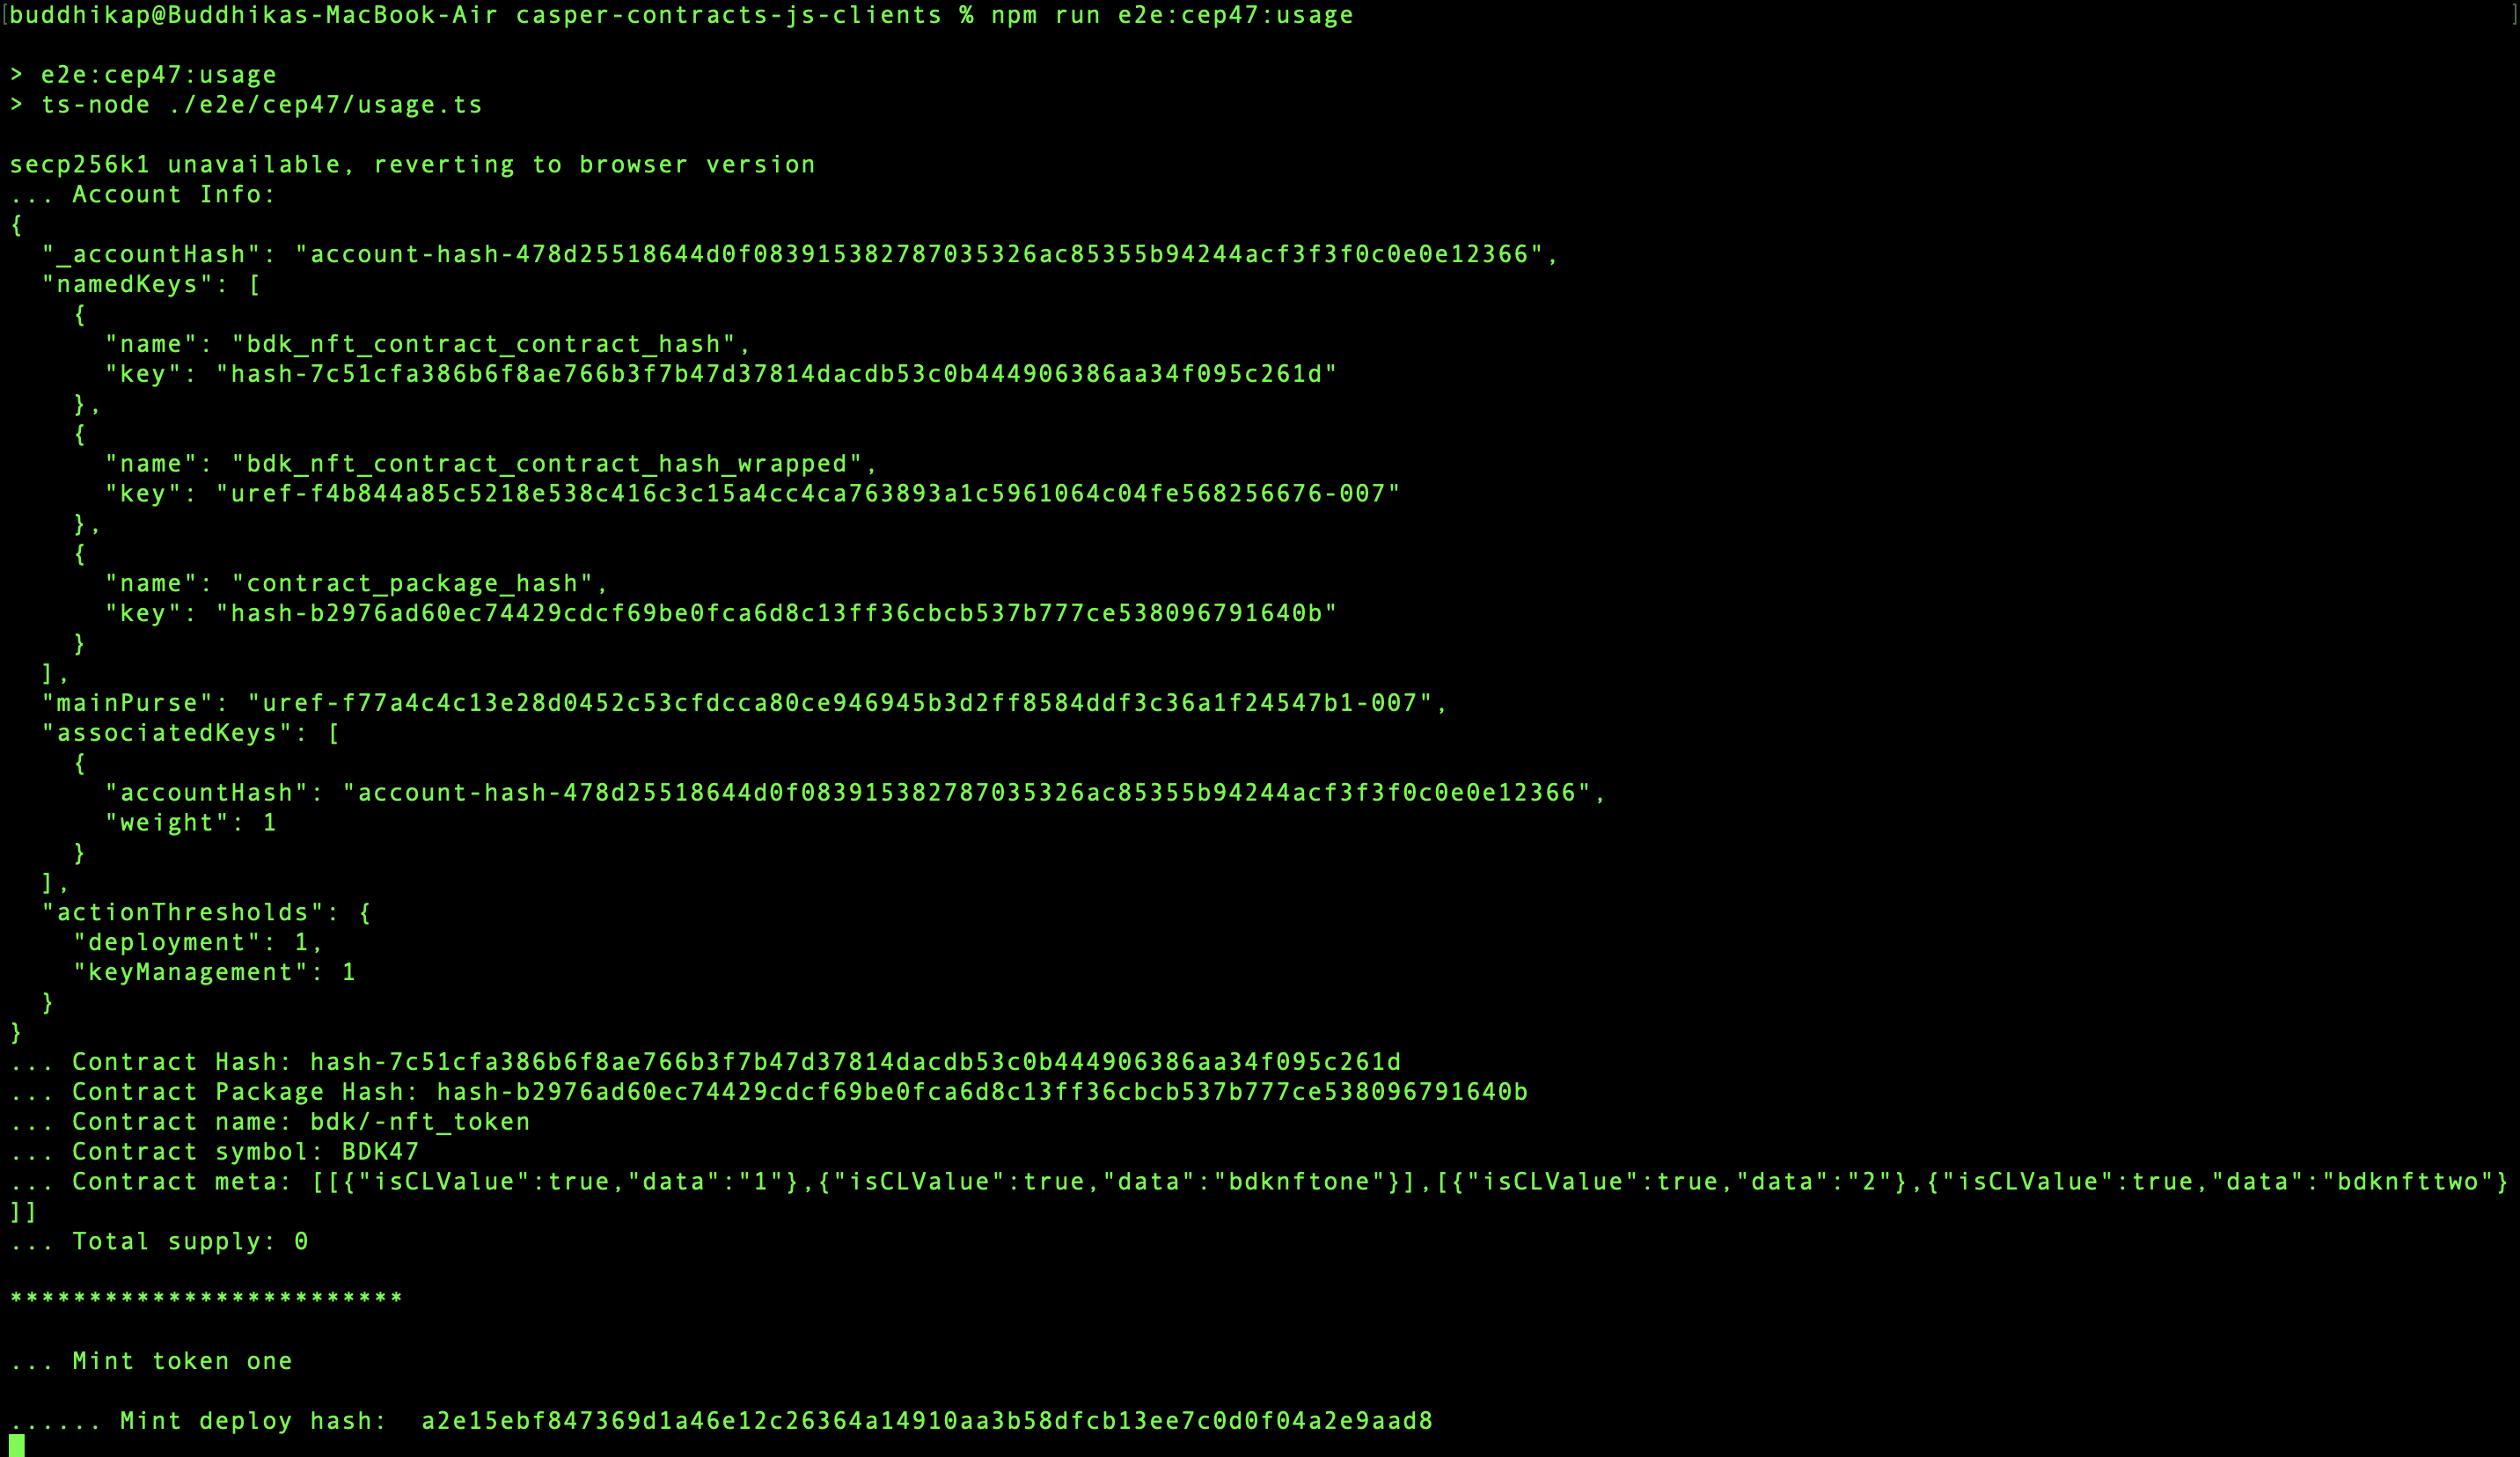 [buddhikap@Buddhikas-MacBook-Air casper-contracts-js-clients % npm run e2e:cep47:usage ]

> e2e:cep47:usage
> ts-node ./e2e/cep47/usage.ts

secp256k1 unavailable, reverting to browser version
... Account Info:
{
  "_accountHash": "account-hash-478d25518644d0f083915382787035326ac85355b94244acf3f3f0c0e0e12366",
  "namedKeys": [
    {
      "name": "bdk_nft_contract_contract_hash",
      "key": "hash-7c51cfa386b6f8ae766b3f7b47d37814dacdb53c0b444906386aa34f095c261d"
    },
    {
      "name": "bdk_nft_contract_contract_hash_wrapped",
      "key": "uref-f4b844a85c5218e538c416c3c15a4cc4ca763893a1c5961064c04fe568256676-007"
    },
    {
      "name": "contract_package_hash",
      "key": "hash-b2976ad60ec74429cdcf69be0fca6d8c13ff36cbcb537b777ce538096791640b"
    }
  ],
  "mainPurse": "uref-f77a4c4c13e28d0452c53cfdcca80ce946945b3d2ff8584ddf3c36a1f24547b1-007",
  "associatedKeys": [
    {
      "accountHash": "account-hash-478d25518644d0f083915382787035326ac85355b94244acf3f3f0c0e0e12366",
      "weight": 1
    }
  ],
  "actionThresholds": {
    "deployment": 1,
    "keyManagement": 1
  }
}
... Contract Hash: hash-7c51cfa386b6f8ae766b3f7b47d37814dacdb53c0b444906386aa34f095c261d
... Contract Package Hash: hash-b2976ad60ec74429cdcf69be0fca6d8c13ff36cbcb537b777ce538096791640b
... Contract name: bdk/-nft_token
... Contract symbol: BDK47
... Contract meta: [[{"isCLValue":true,"data":"1"},{"isCLValue":true,"data":"bdknftone"}],[{"isCLValue":true,"data":"2"},{"isCLValue":true,"data":"bdknfttwo"}
]]
... Total supply: 0

*************************

... Mint token one

...... Mint deploy hash:  a2e15ebf847369d1a46e12c26364a14910aa3b58dfcb13ee7c0d0f04a2e9aad8